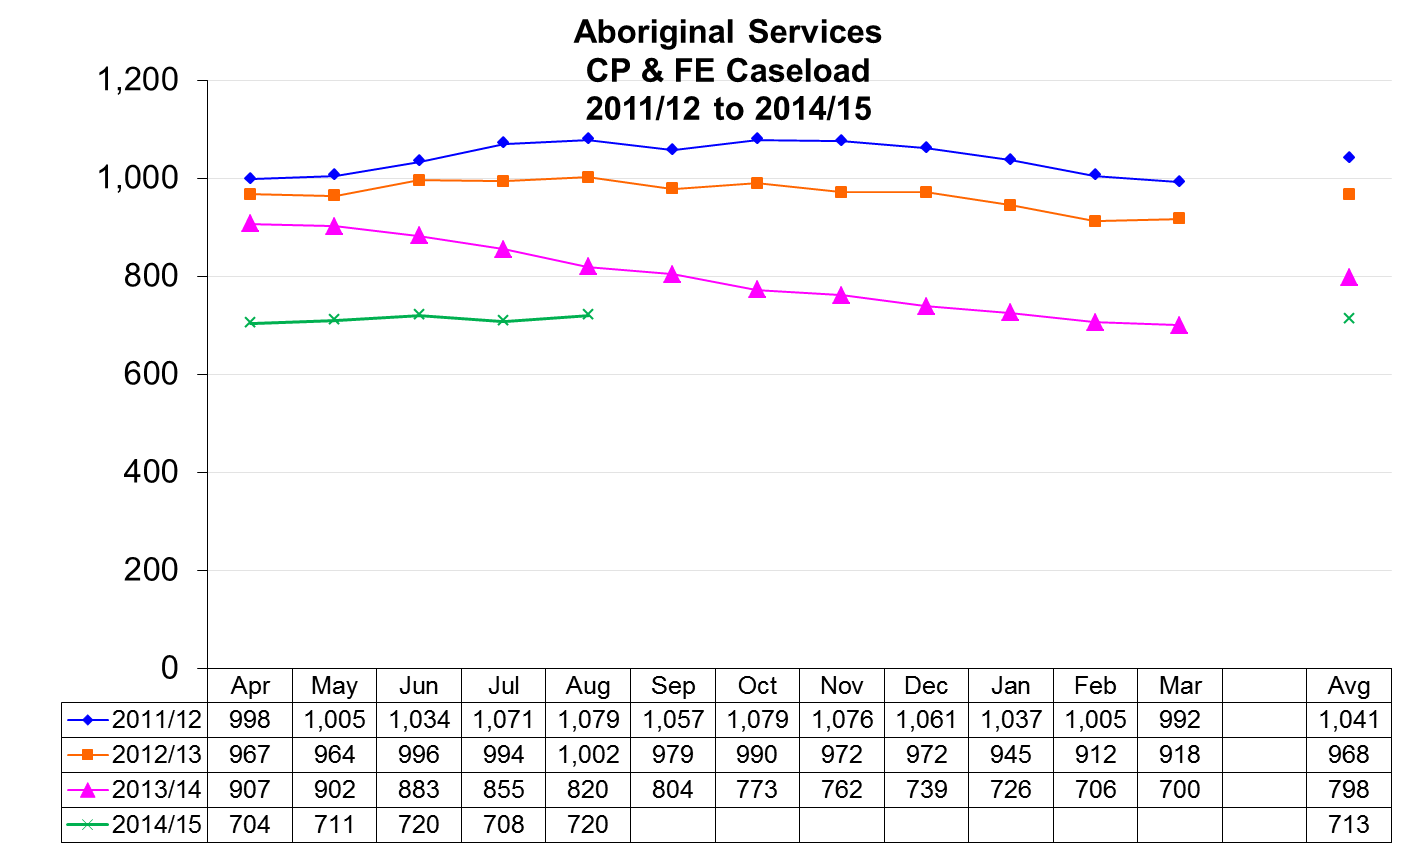 Aboriginal Services
CP & FE Caseload
2011/12 to 2014/15
1,200
1,000
800
600
400
200
0
Apr May Jun Jul Aug Sep Oct Nov Dec Jan Feb Mar Avg
2011/12 998 1,005 1,034 1,071 1,079 1,057 1,079 1,076 1,061 1,037 1,005 992 1,041
2012/13 967 964 996 994 1,002 979 990 972 972 945 912 918 968
2013/14 907 902 883 855 820 804 773 762 739 726 706 700 798
2014/15 704 711 720 708 720 713